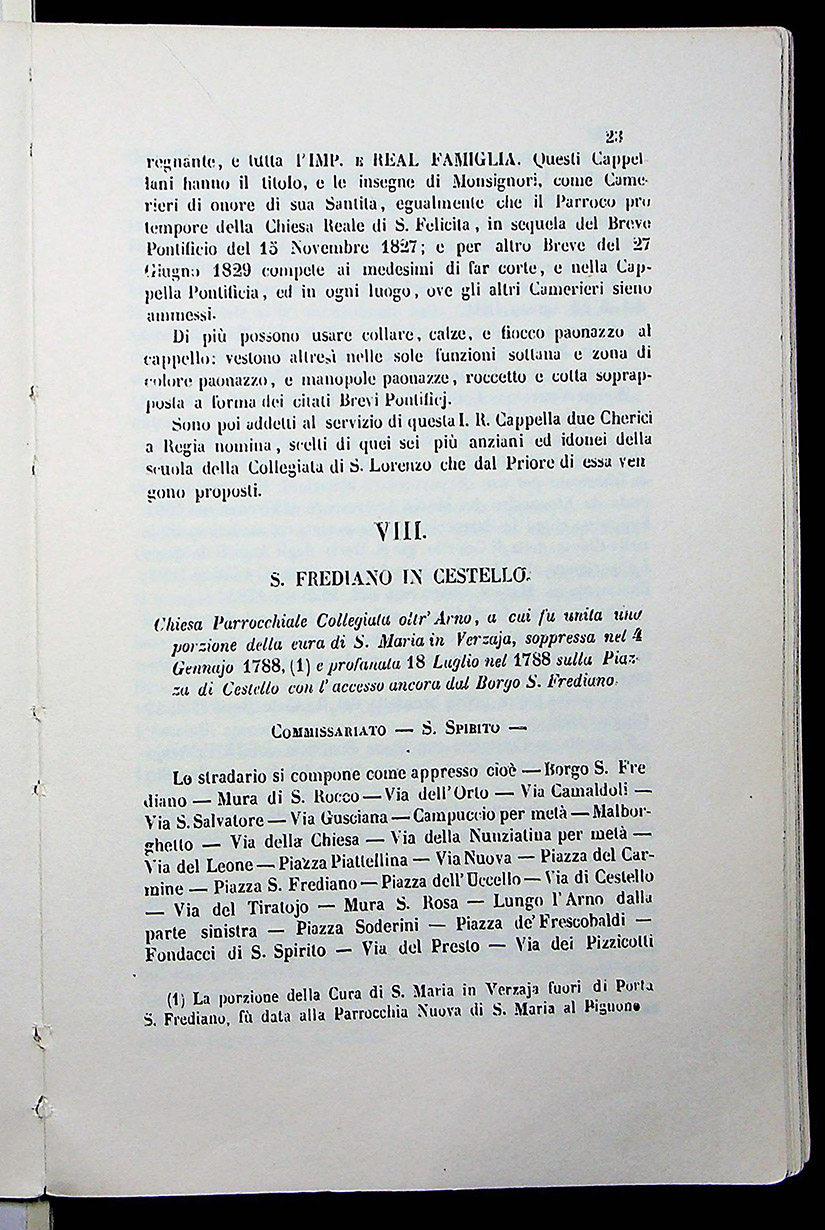 23
regnante, e tutta l'IMP. E REAL FAMIGLIA. Questi Cappel
lani hanno il titolo, e le insegne di Monsignori, come Came-
rieri di onore di sua Santita, egualmente che il Parroco pro
tempore della Chiesa Reale di S. Felicita, in sequela del Breve
Pontificio del 15 Novembre 1827; e per altro Breve del 27
Giugno 1829 compete ai medesimi di far corte, e nella Cap-
pella Pontificia, ed in ogni luogo, ove gli altri Camerieri sieno
ammessi.
Di più possono usare collare, calze, e fiocco paonazzo al
cappello; vestono altresì nelle sole funzioni sottana e zona di
colore paonazzo, e manopole paonazze, roccetto e cotta soprap-
posta a forma dei citati Brevi Pontificj.
Sono poi addetti al servizio di questa I. R. Cappella due Cherici
a Regia nomina, scelti di quei sei più anziani ed idonei della
scuola della Collegiata di S. Lorenzo che dal Priore di essa ven
gono proposti.
VIII.
S. FREDIANO IN CESTELLO.
Chiesa Parrocchiale Collegiata oltr'Arno, a cui fu unita una
porzione della cura di S. Maria in Verzaja, soppressa nel 4
Gennajo 1788, (1) e profanata 18 Luglio nel 1788 sulla Piaz-
za di Cestello con l'accesso ancora dal Borgo S. Frediano.
COMMISSARIATO — S. SPIRITO —
Lo stradario si compone come appresso cioè — Borgo S. Fre
diano — Mura di S. Rocco — Via dell'Orto — Via Camaldoli —
Via S. Salvatore — Via Gusciana — Campuccio per metà — Malbor-
ghetto — Via della Chiesa — Via della Nunziatina per metà —
Via del Leone — Piazza Piattellina — Via Nuova — Piazza del Car-
mine — Piazza S. Frediano — Piazza dell'Uccello — Via di Cestello
— Via del Tiratojo — Mura S. Rosa — Lungo l'Arno dalla
parte sinistra — Piazza Soderini — Piazza de'Frescobaldi —
Fondacci di S. Spirito — Via del Presto — Via dei Pizzicotti
(1) La porzione della Cura di S. Maria in Verzaja fuori di Porta
S. Frediano, fù data alla Parrocchia Nuova di S. Maria al Pignone